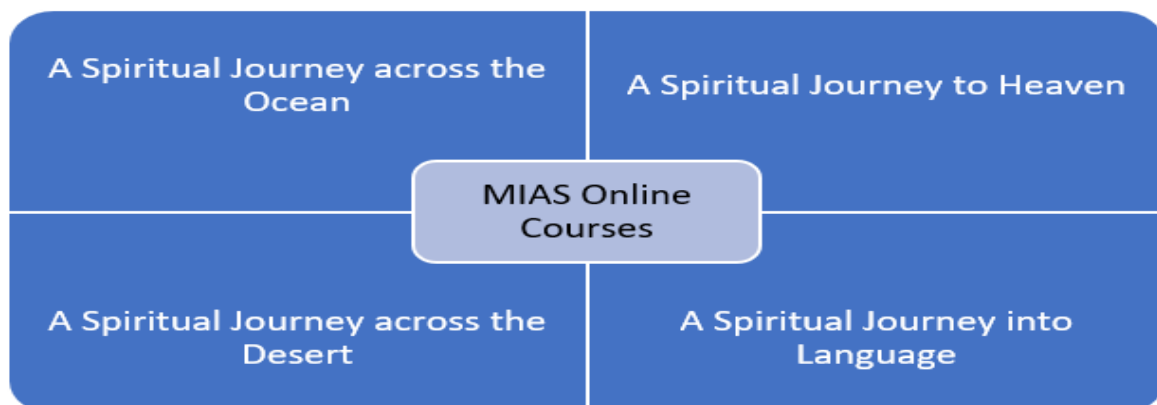 A Spiritual Journey across the
Ocean
A Spiritual Journey to Heaven
MIAS Online
Courses
A Spiritual Journey across the
Desert
A Spiritual Journey into
Language